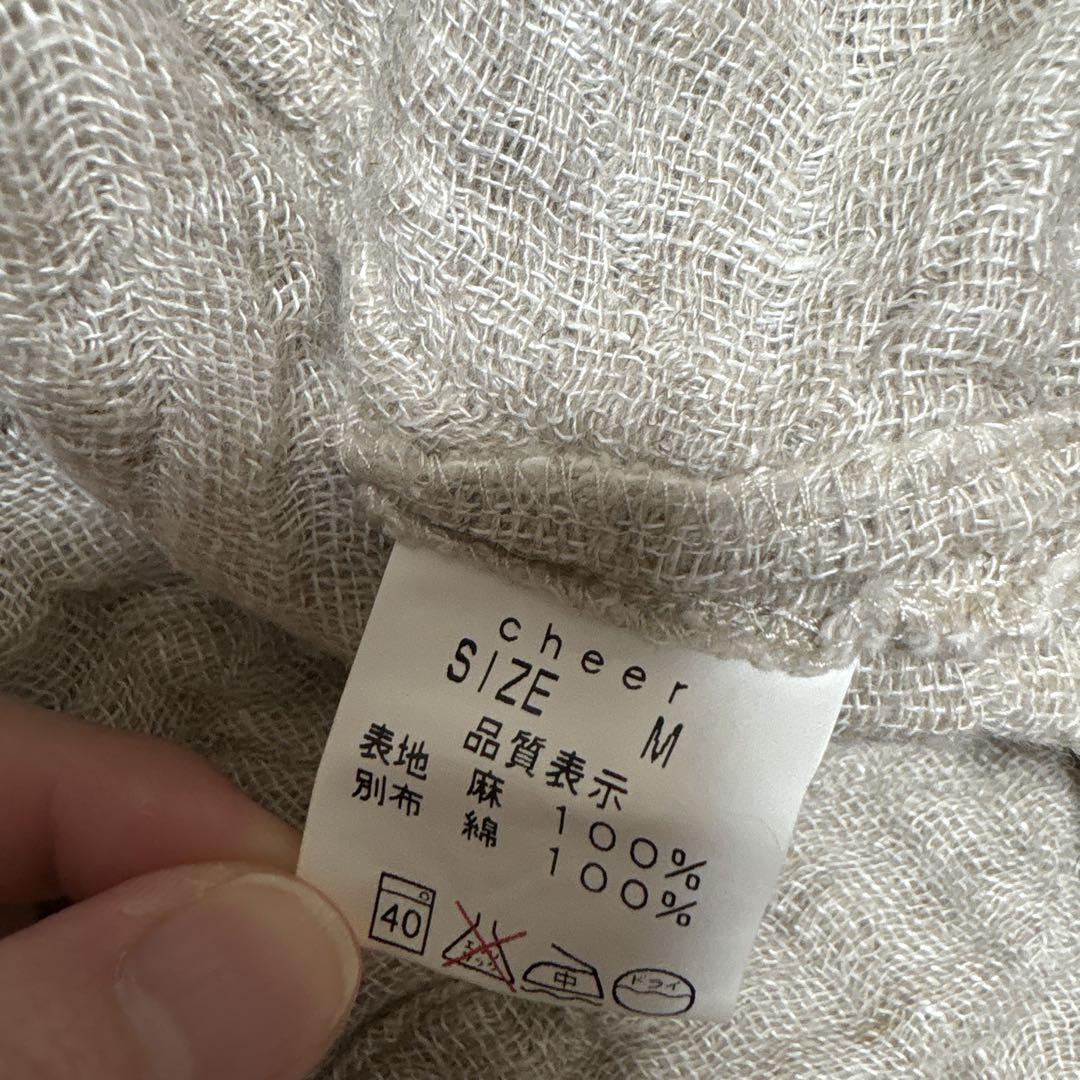 cheer
SIZE M
品質表示
表地 麻 100%
別布 綿 100%
40 中 ドライ